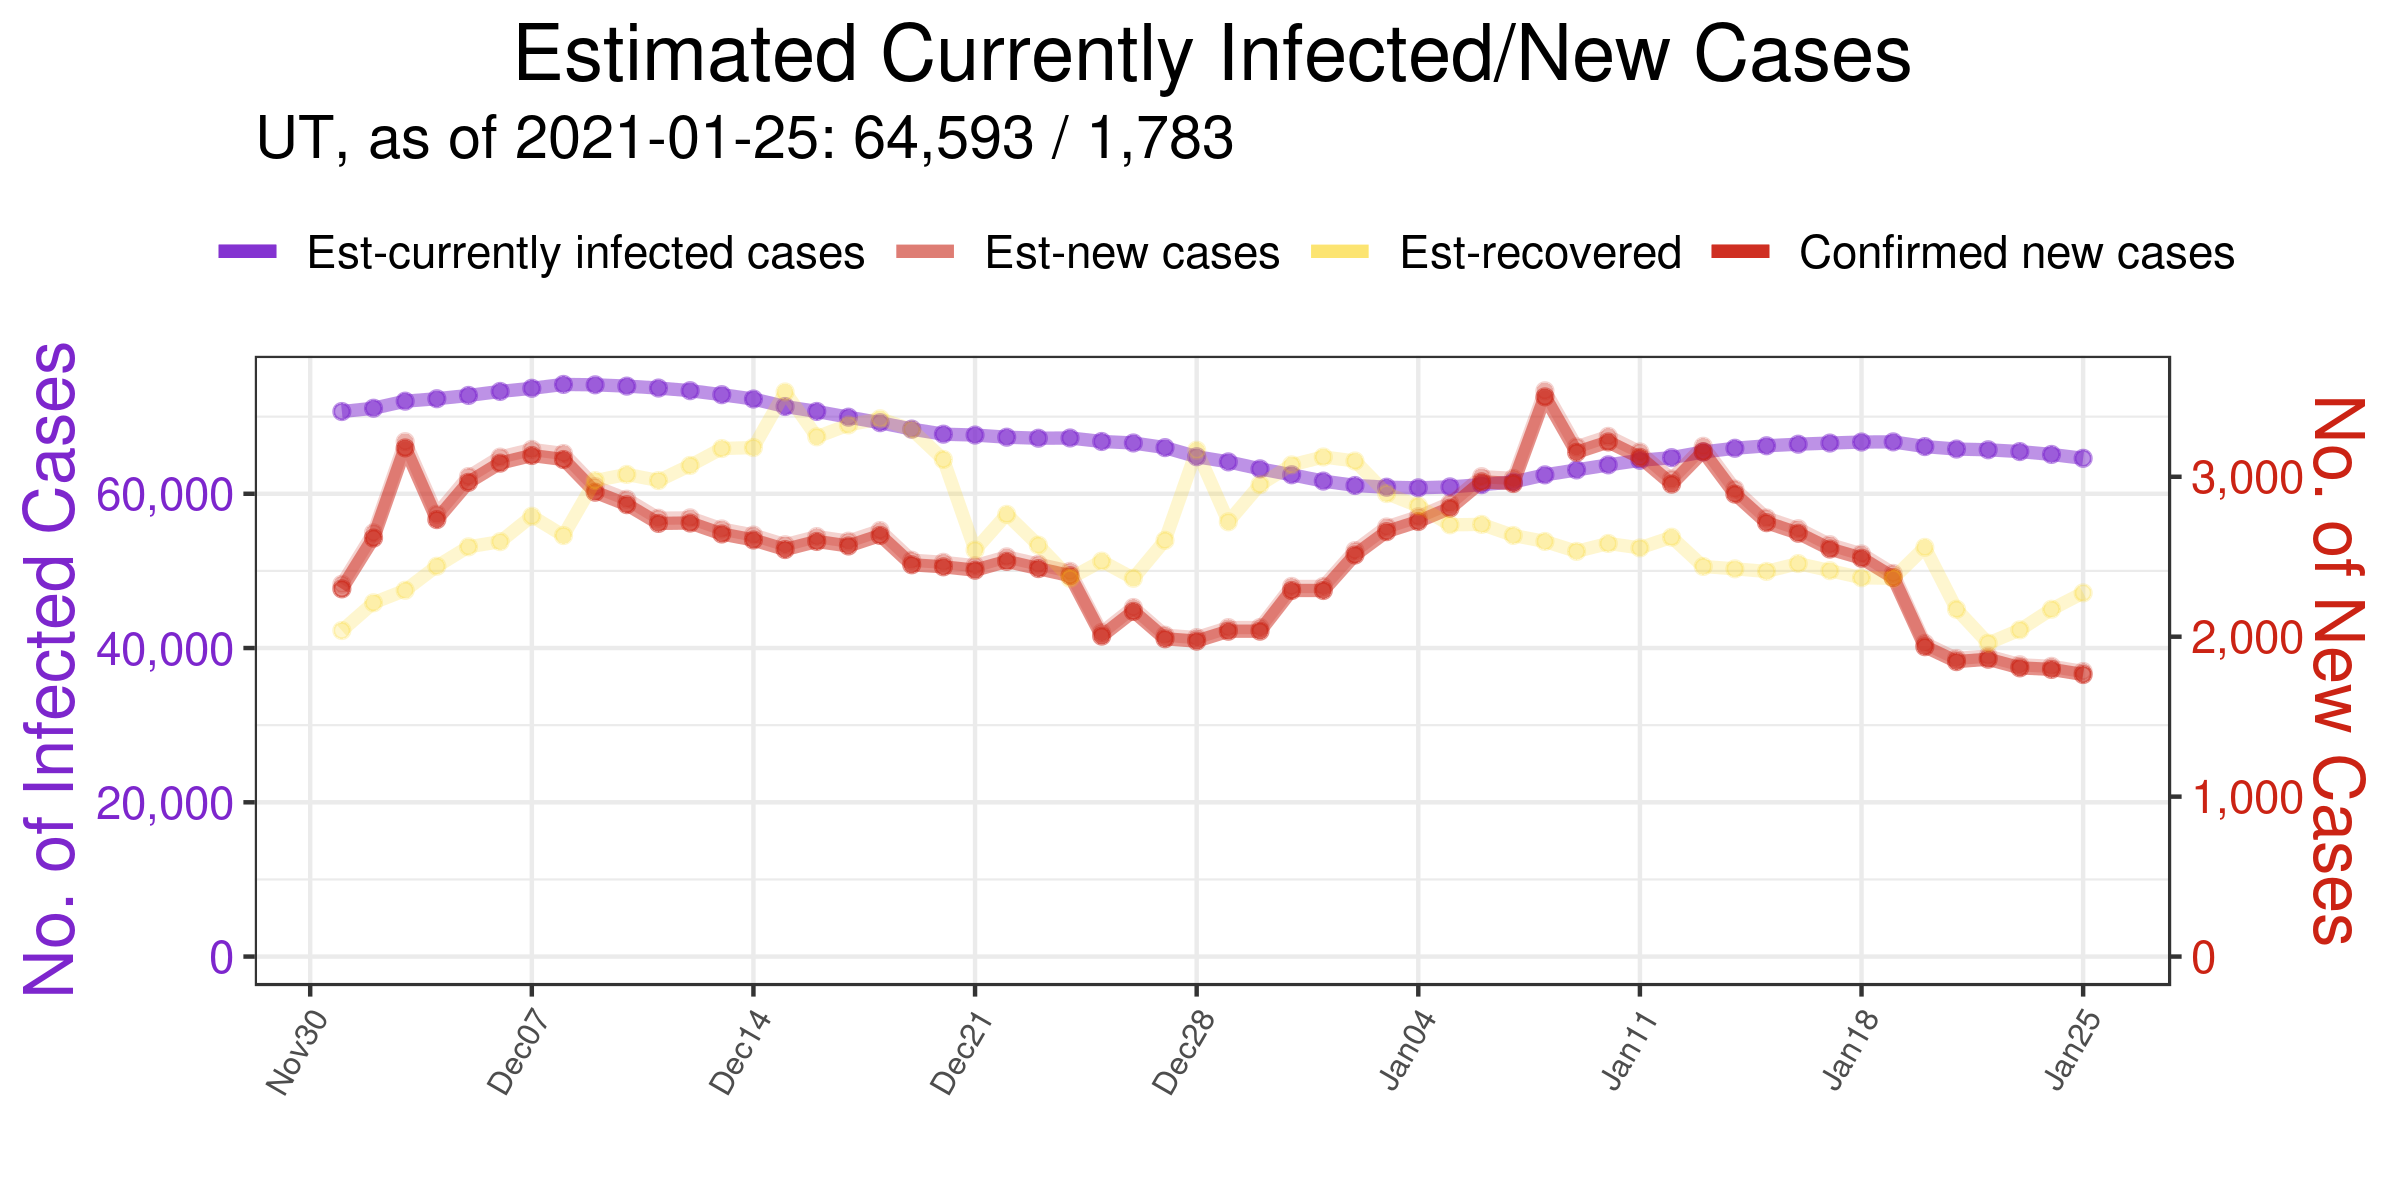 Estimated Currently Infected/New Cases
UT, as of 2021-01-25: 64,593 / 1,783
Est-currently infected cases Est-new cases Est-recovered Confirmed new cases
No. of Infected Cases
60,000
40,000
20,000
0
3,000
2,000
1,000
0
No. of New Cases
Nov30 Dec07 Dec14 Dec21 Dec28 Jan04 Jan11 Jan18 Jan25